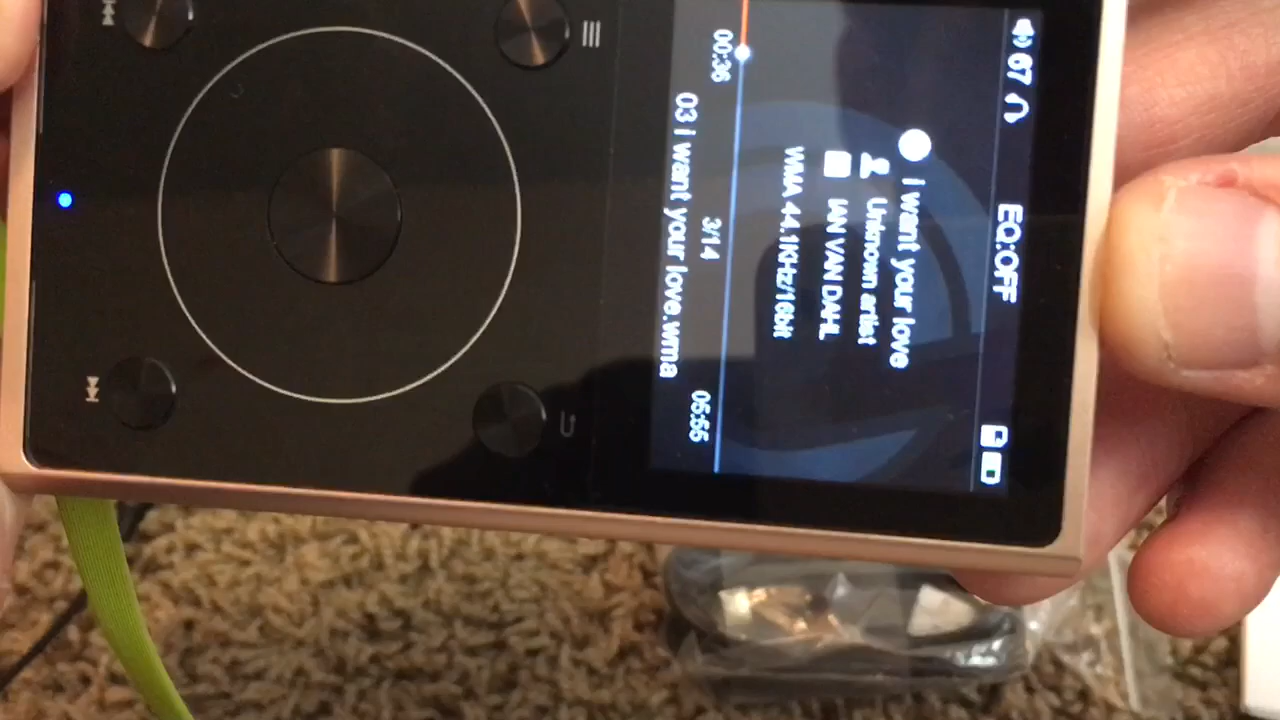 67 EQ:OFF
I want your love
Unknown artist
IAN VAN DAHL
WMA 44.1KHz/16bit
00:36 3/14 05:55
03 I want your love.wma